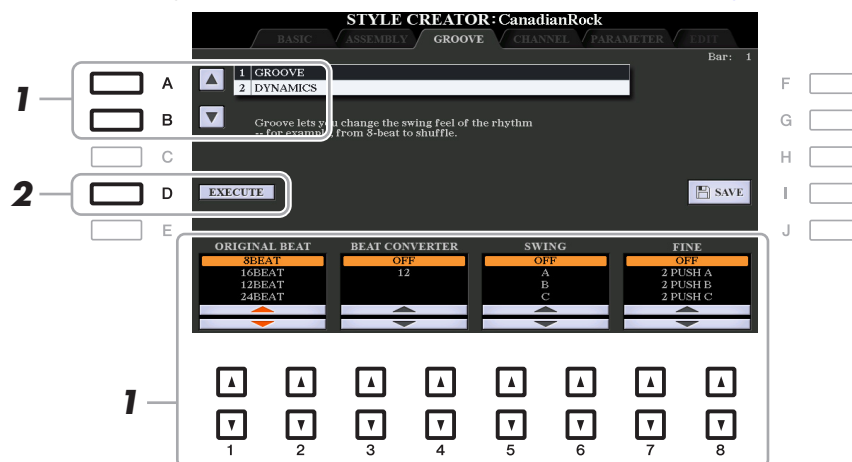 STYLE CREATOR: CanadianRock
BASIC ASSEMBLY GROOVE CHANNEL PARAMETER EDIT
Bar: 1
1 GROOVE
2 DYNAMICS
Groove lets you change the swing feel of the rhythm
-- for example, from 8-beat to shuffle.
1
A
B
C
2
D
E
EXECUTE
SAVE
F
G
H
I
J
ORIGINAL BEAT BEAT CONVERTER SWING FINE
8BEAT OFF OFF OFF
16BEAT 12 A 2 PUSH A
12BEAT B 2 PUSH B
24BEAT C 2 PUSH C
1
1 2 3 4 5 6 7 8